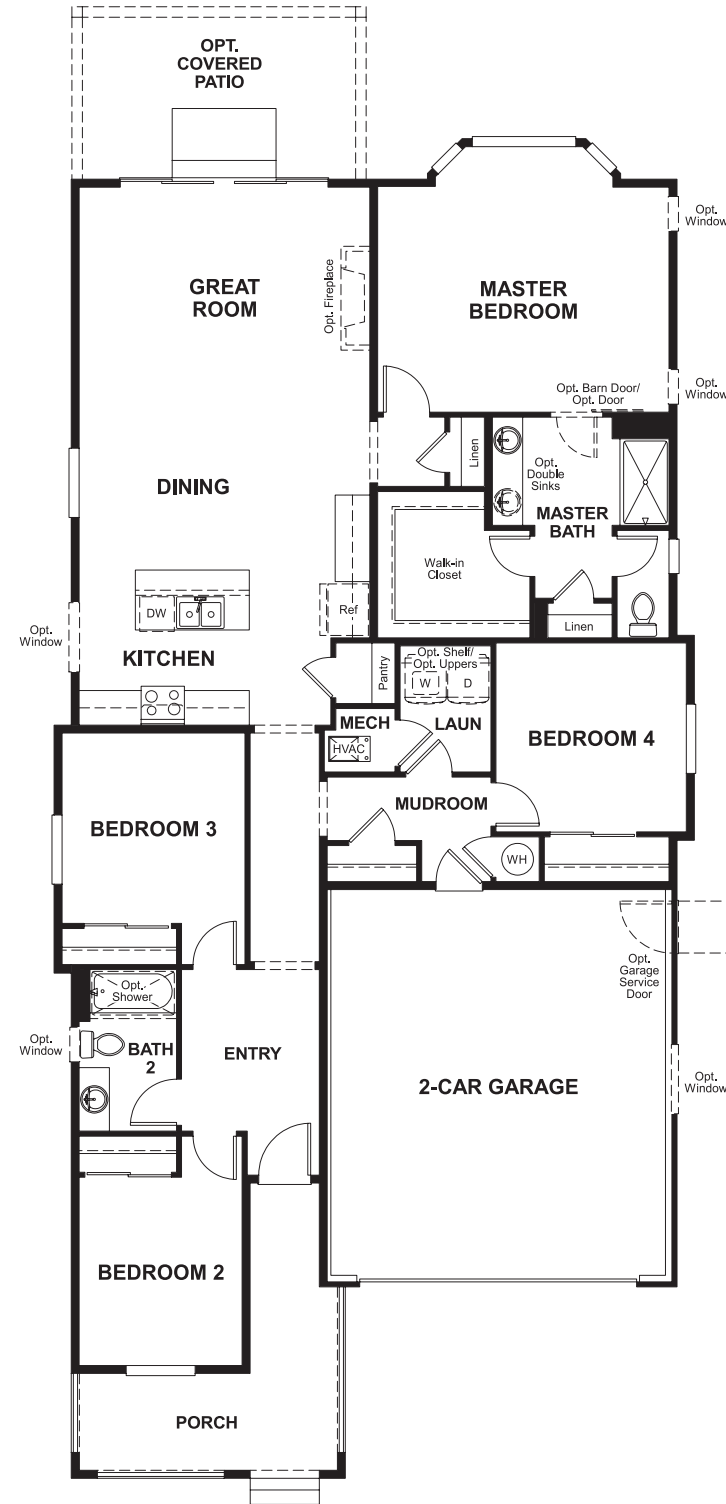 OPT.
COVERED
PATIO
Opt.
Window
GREAT
ROOM
Opt. Fireplace
MASTER
BEDROOM
Opt. Barn Door/
Opt. Door
Opt.
Window
Linen
Opt.
Double
Sinks
DINING
MASTER
BATH
Walk-in
Closet
DW
Ref
Linen
Opt.
Window
KITCHEN
Pantry
Opt. Shelf/
Opt. Uppers
W
D
MECH
LAUN
HVAC
BEDROOM 4
MUDROOM
BEDROOM 3
WH
Opt.
Garage
Service
Door
Opt.
Shower
Opt.
Window
BATH
2
ENTRY
2-CAR GARAGE
Opt.
Window
BEDROOM 2
PORCH